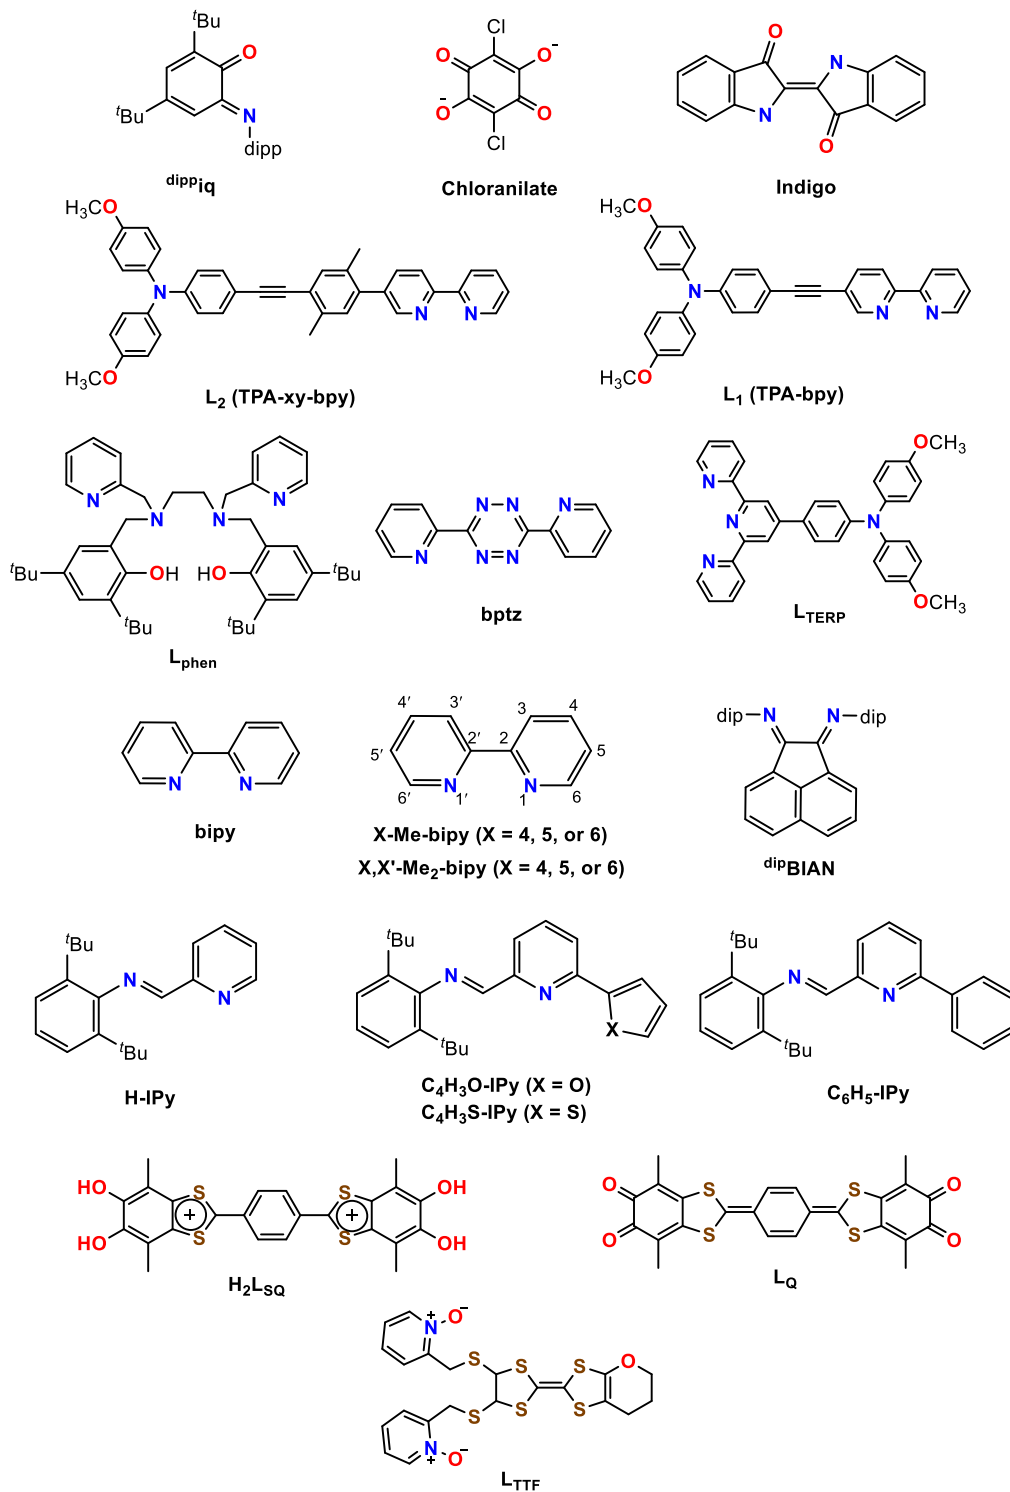 tBu
O
tBu
N
dipp
dippiq
Cl
O
O−
−O
O
Cl
Chloranilate
O
N
N
O
Indigo
H3CO
N
N
N
H3CO
L2 (TPA-xy-bpy)
H3CO
N
N
N
H3CO
L1 (TPA-bpy)
N
N
N
N
tBu
OH
HO
tBu
tBu
tBu
Lphen
N
N
N
N
N
N
bptz
OCH3
N
N
N
N
OCH3
LTERP
N
N
bipy
4′
3′
3
4
5′
2′
2
5
6′
N
1′
N
1
6
X-Me-bipy (X = 4, 5, or 6)
X,X'-Me2-bipy (X = 4, 5, or 6)
dip
N
N
dip
dipBIAN
tBu
N
N
tBu
H-IPy
tBu
N
N
X
tBu
C4H3O-IPy (X = O)
C4H3S-IPy (X = S)
tBu
N
N
tBu
C6H5-IPy
HO
S
S
OH
+
+
HO
S
S
OH
H2LSQ
O
S
S
O
O
S
S
O
LQ
N+
O−
S
S
S
O
S
S
S
N+
O−
LTTF